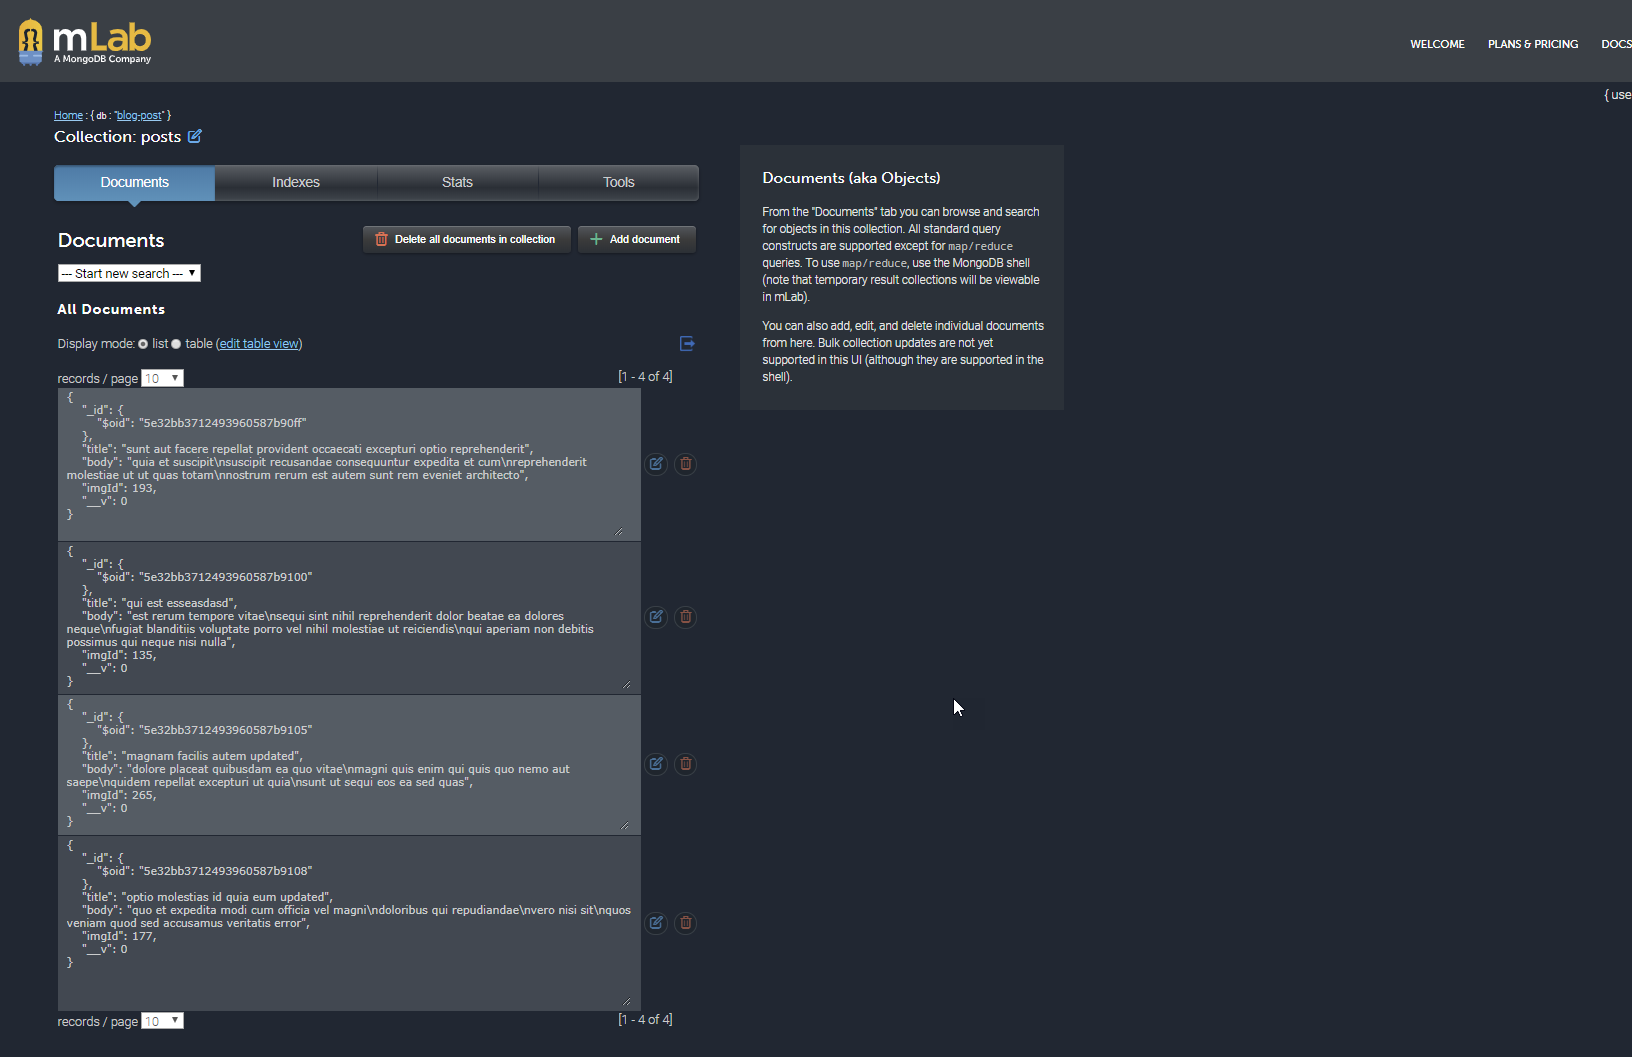 mLab
A MongoDB Company
WELCOME PLANS & PRICING DOCS
{ use
Home : { db : "blog-post" }
Collection: posts
Documents Indexes Stats Tools
Documents
Delete all documents in collection
Add document
--- Start new search ---
All Documents
Display mode: list table (edit table view)
records / page 10
[1 - 4 of 4]
{
"_id": {
"$oid": "5e32bb3712493960587b90ff"
},
"title": "sunt aut facere repellat provident occaecati excepturi optio reprehenderit",
"body": "quia et suscipit\nsuscipit recusandae consequuntur expedita et cum\nreprehenderit
molestiae ut ut quas totam\nnostrum rerum est autem sunt rem eveniet architecto",
"imgId": 193,
"__v": 0
}
{
"_id": {
"$oid": "5e32bb3712493960587b9100"
},
"title": "qui est esseasdasd",
"body": "est rerum tempore vitae\nsequi sint nihil reprehenderit dolor beatae ea dolores
neque\nfugiat blanditiis voluptate porro vel nihil molestiae ut reiciendis\nqui aperiam non debitis
possimus qui neque nisi nulla",
"imgId": 135,
"__v": 0
}
{
"_id": {
"$oid": "5e32bb3712493960587b9105"
},
"title": "magnam facilis autem updated",
"body": "dolore placeat quibusdam ea quo vitae\nmagni quis enim qui quis quo nemo aut
saepe\nquidem repellat excepturi ut quia\nsunt ut sequi eos ea sed quas",
"imgId": 265,
"__v": 0
}
{
"_id": {
"$oid": "5e32bb3712493960587b9108"
},
"title": "optio molestias id quia eum updated",
"body": "quo et expedita modi cum officia vel magni\ndoloribus qui repudiandae\nvero nisi sit\nquos
veniam quod sed accusamus veritatis error",
"imgId": 177,
"__v": 0
}
records / page 10
[1 - 4 of 4]
Documents (aka Objects)
From the "Documents" tab you can browse and search
for objects in this collection. All standard query
constructs are supported except for map/reduce
queries. To use map/reduce, use the MongoDB shell
(note that temporary result collections will be viewable
in mLab).
You can also add, edit, and delete individual documents
from here. Bulk collection updates are not yet
supported in this UI (although they are supported in the
shell).